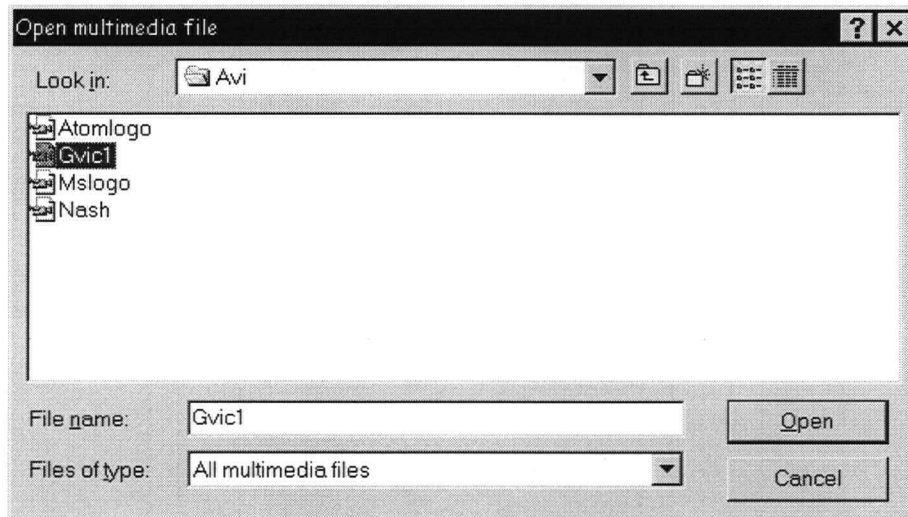 Open multimedia file
Look in: Avi
Atomlogo
Gvic1
Mslogo
Nash
File name: Gvic1 Open
Files of type: All multimedia files Cancel